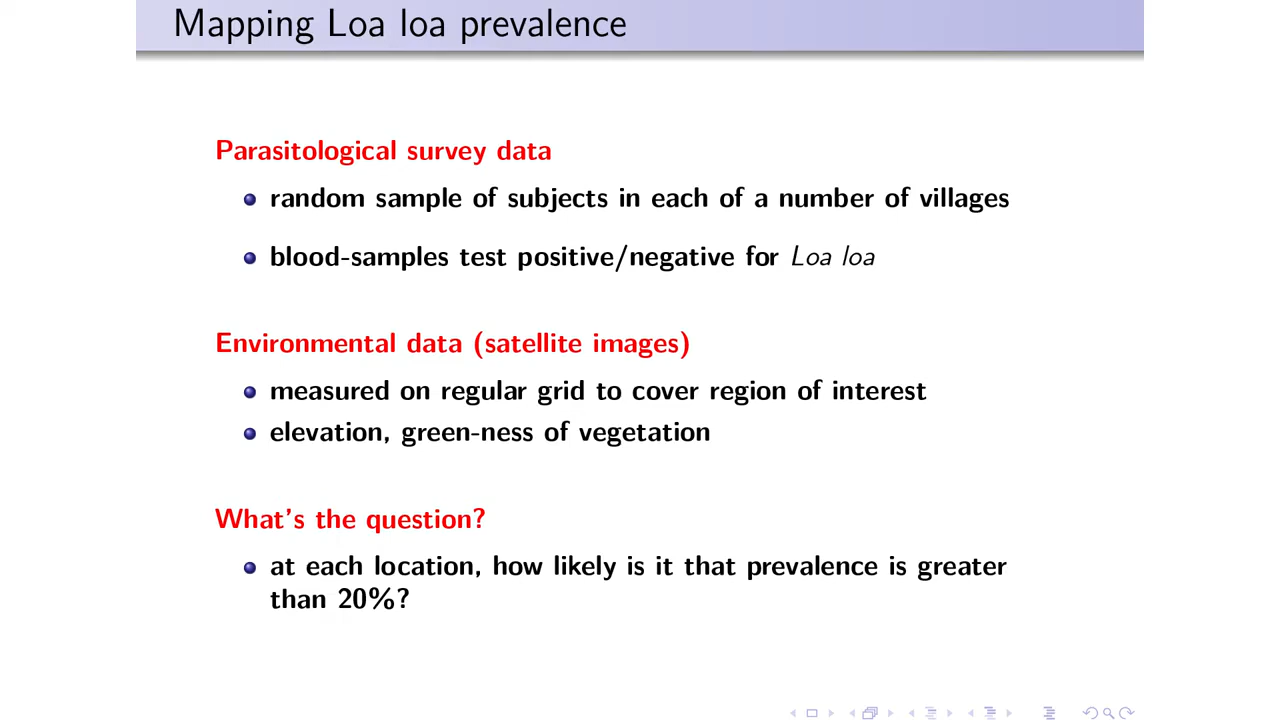 Mapping Loa loa prevalence
Parasitological survey data
random sample of subjects in each of a number of villages
blood-samples test positive/negative for Loa loa
Environmental data (satellite images)
measured on regular grid to cover region of interest
elevation, green-ness of vegetation
What's the question?
at each location, how likely is it that prevalence is greater
than 20%?